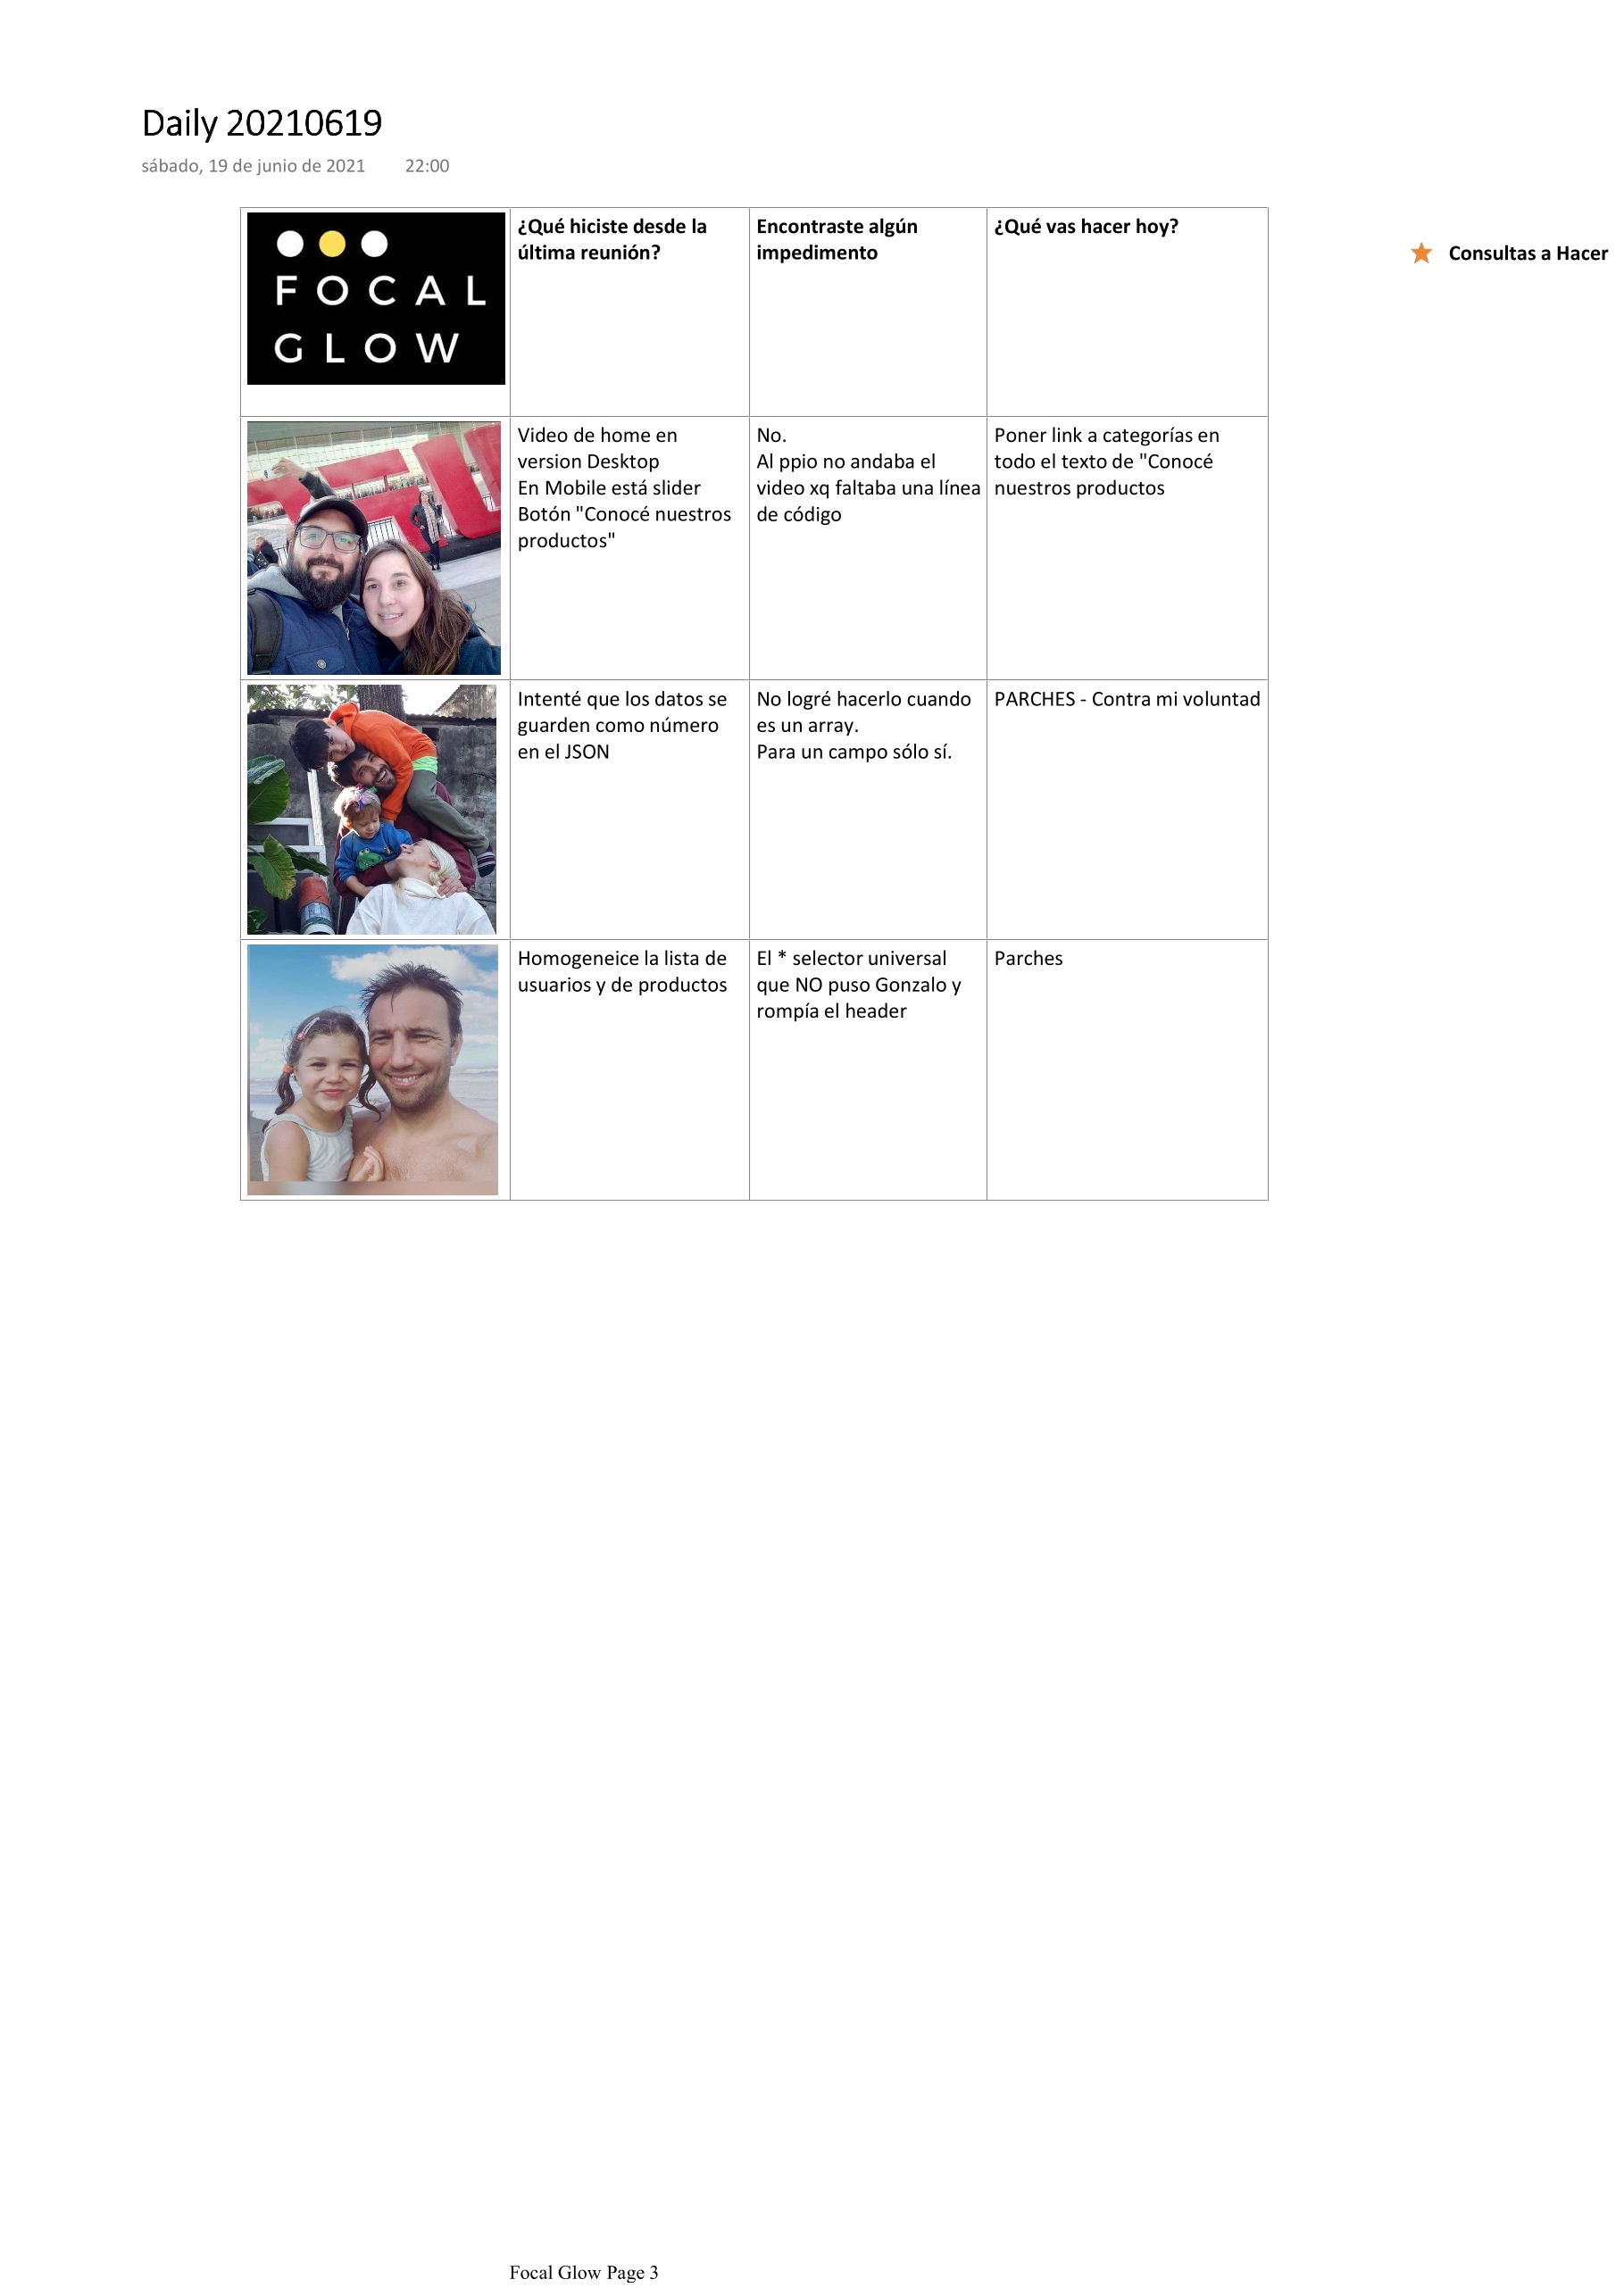 Daily 20210619
sábado, 19 de junio de 2021 22:00
FOCAL
GLOW
¿Qué hiciste desde la
última reunión?
Encontraste algún
impedimento
¿Qué vas hacer hoy?
Consultas a Hacer
Video de home en
version Desktop
En Mobile está slider
Botón "Conocé nuestros
productos"
No.
Al ppio no andaba el
video xq faltaba una línea
de código
Poner link a categorías en
todo el texto de "Conocé
nuestros productos
Intenté que los datos se
guarden como número
en el JSON
No logré hacerlo cuando
es un array.
Para un campo sólo sí.
PARCHES - Contra mi voluntad
Homogeneice la lista de
usuarios y de productos
El * selector universal
que NO puso Gonzalo y
rompía el header
Parches
Focal Glow Page 3